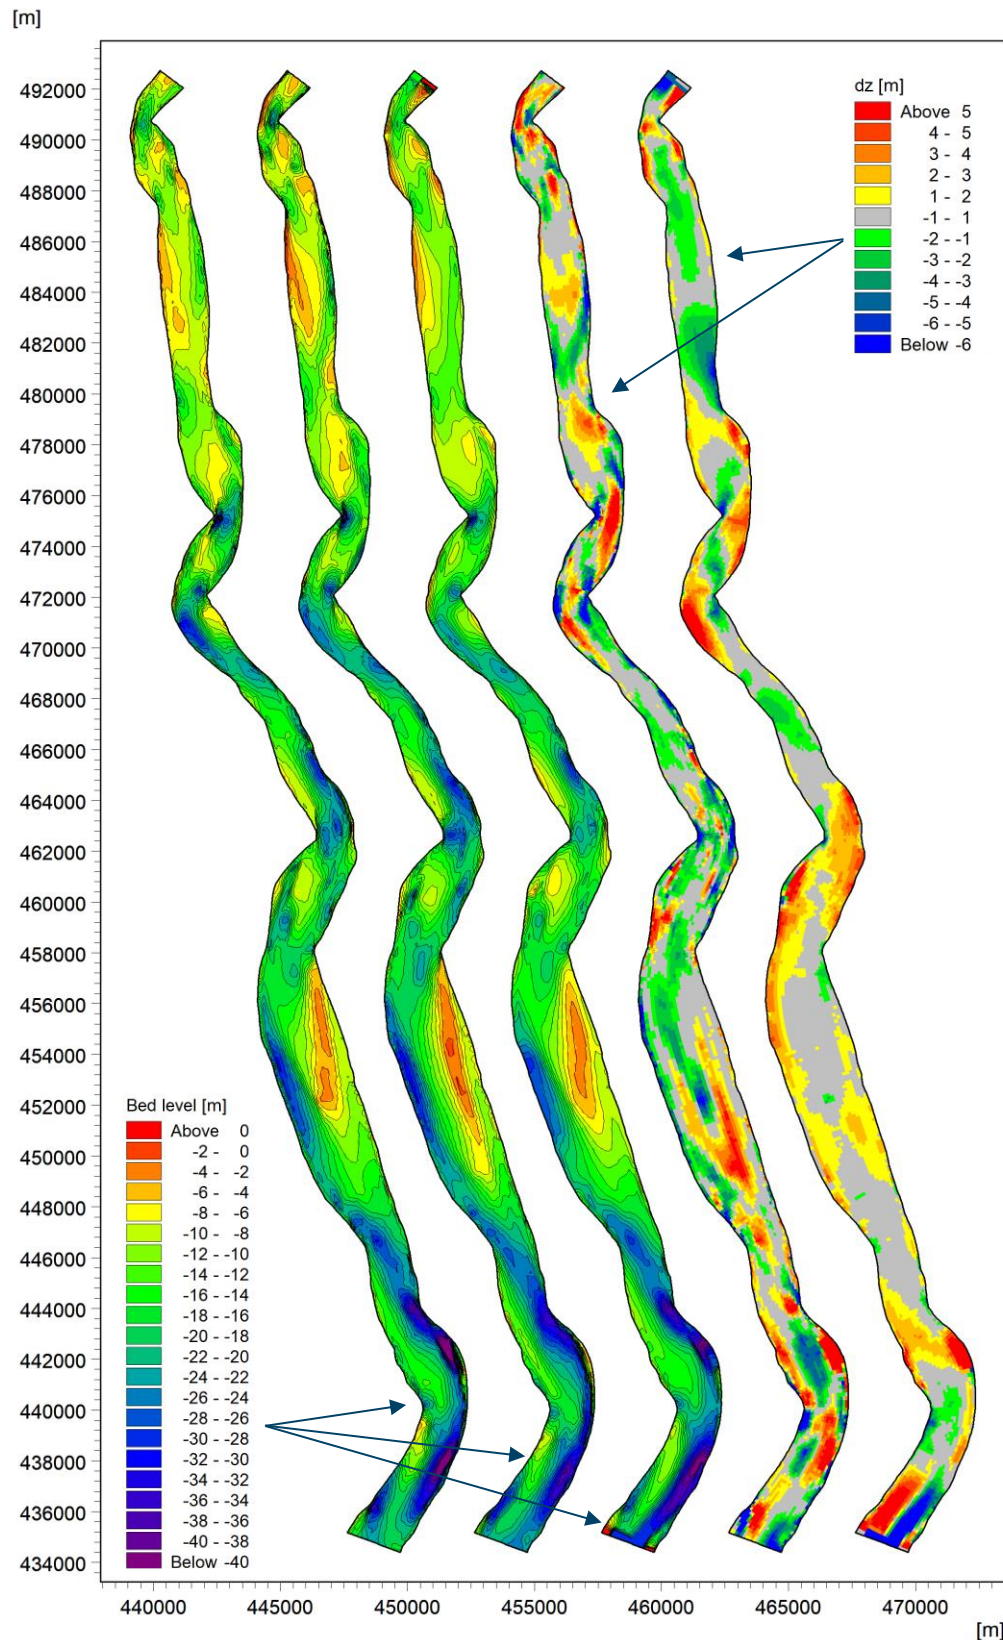 [m]
492000
490000
488000
486000
484000
482000
480000
478000
476000
474000
472000
470000
468000
466000
464000
462000
460000
458000
456000
454000
452000
450000
448000
446000
444000
442000
440000
438000
436000
434000
dz [m]
Above 5
4 - 5
3 - 4
2 - 3
1 - 2
-1 - 1
-2 - -1
-3 - -2
-4 - -3
-5 - -4
-6 - -5
Below -6
Bed level [m]
Above 0
-2 - 0
-4 - -2
-6 - -4
-8 - -6
-10 - -8
-12 - -10
-14 - -12
-16 - -14
-18 - -16
-20 - -18
-22 - -20
-24 - -22
-26 - -24
-28 - -26
-30 - -28
-32 - -30
-34 - -32
-36 - -34
-38 - -36
-40 - -38
Below -40
440000 445000 450000 455000 460000 465000 470000
[m]